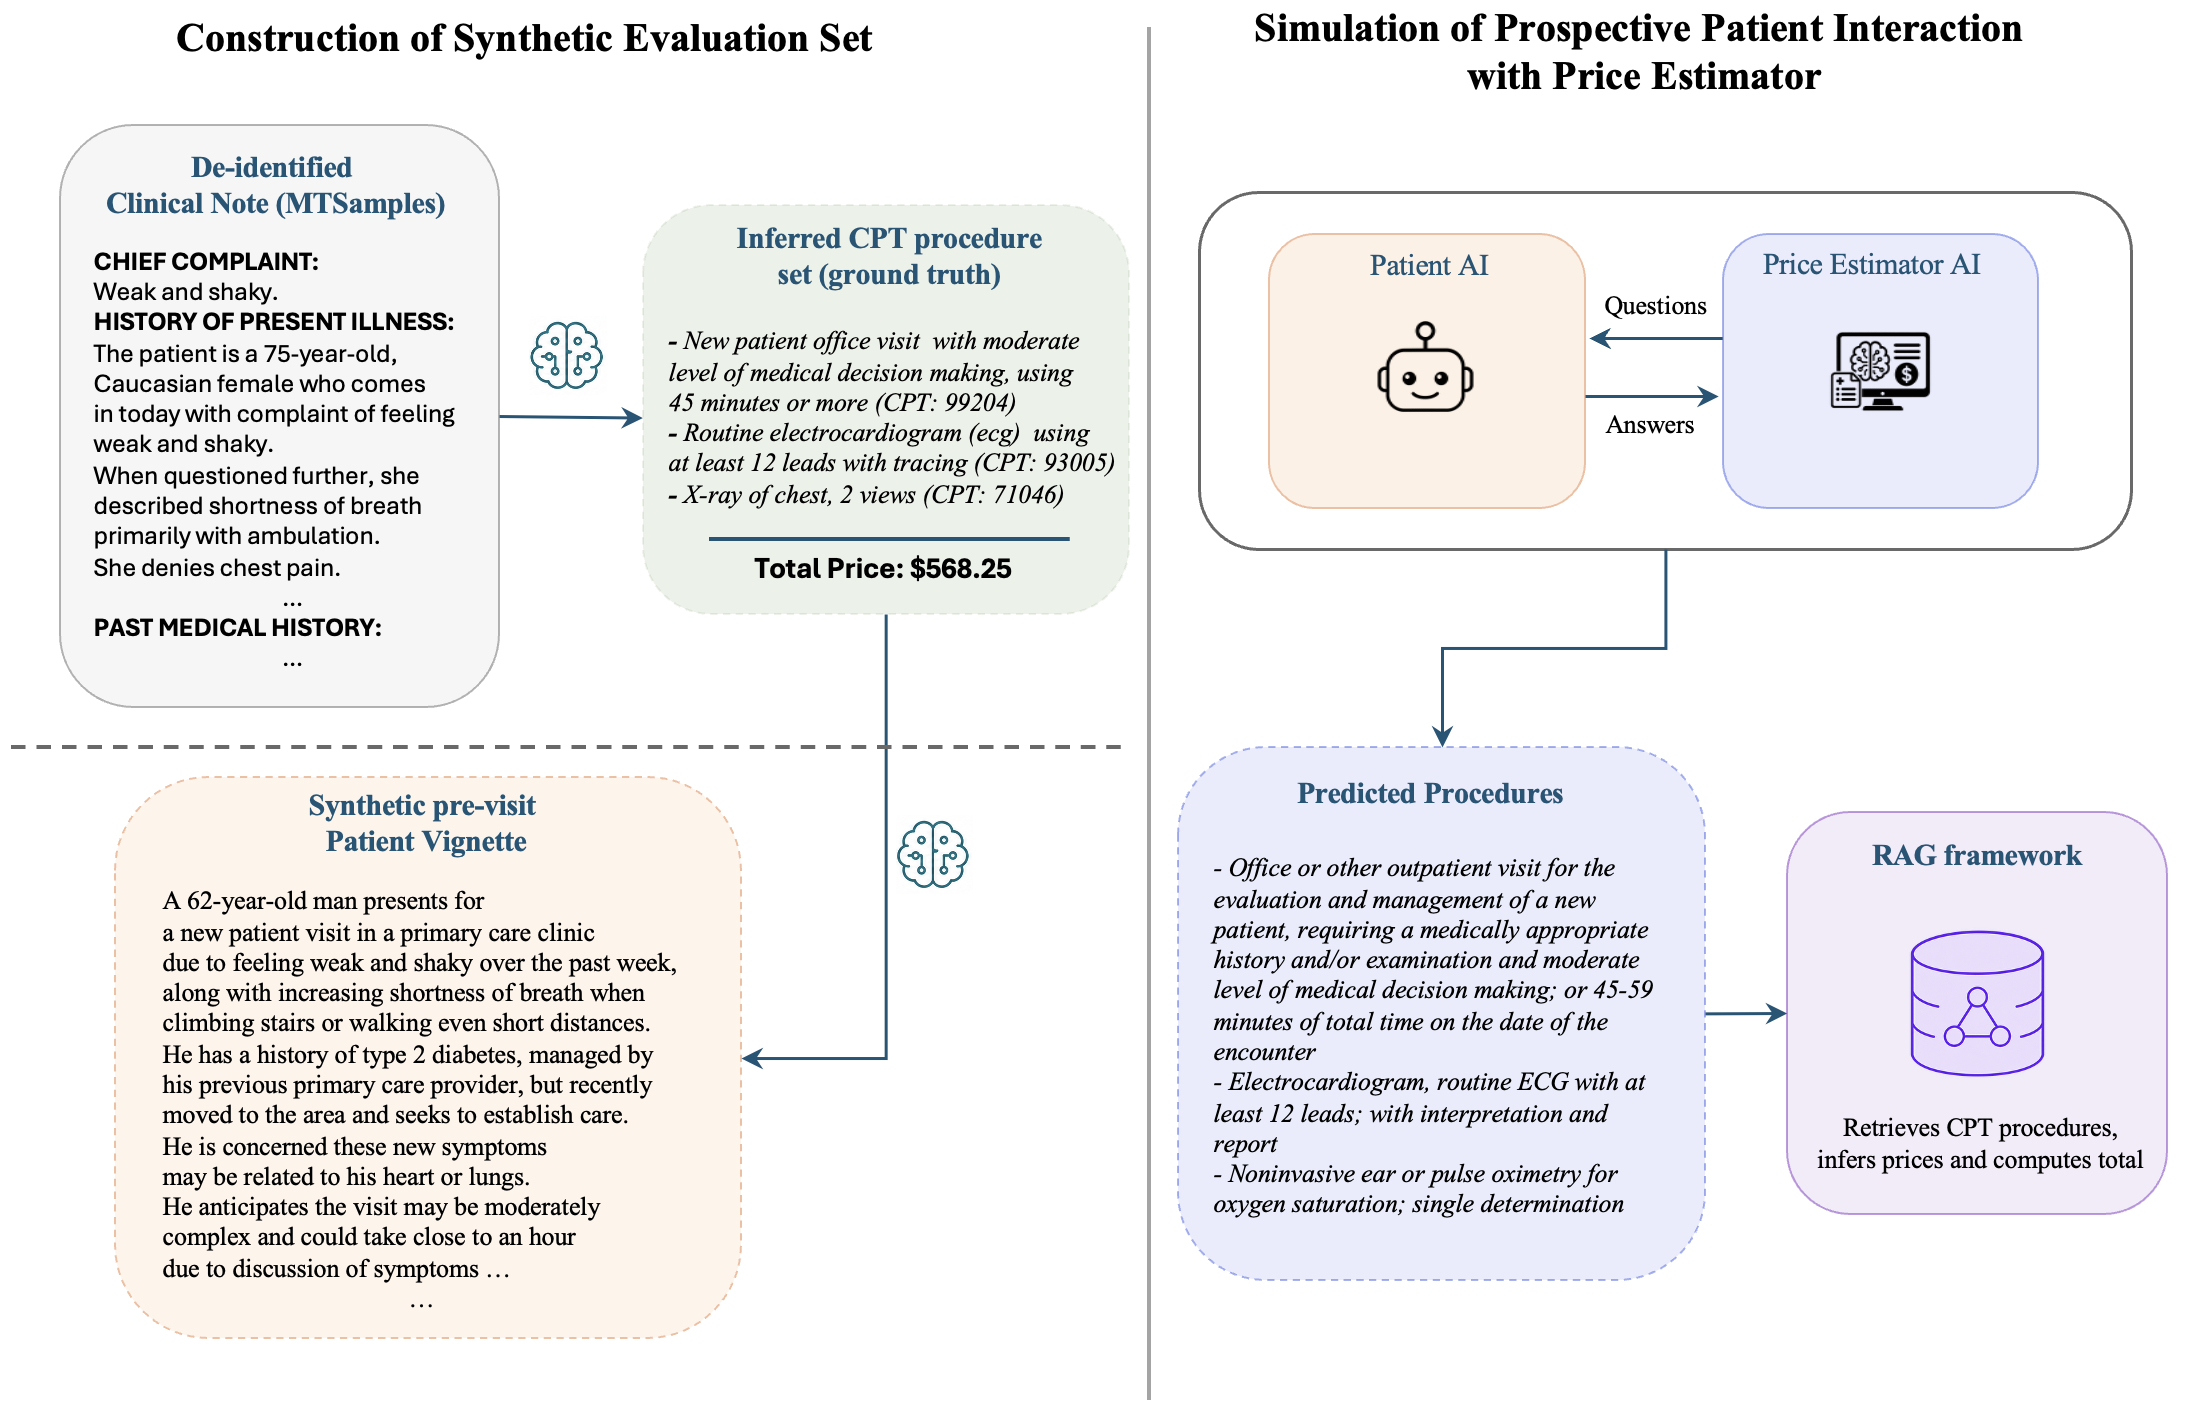 Construction of Synthetic Evaluation Set
De-identified
Clinical Note (MTSamples)
CHIEF COMPLAINT:
Weak and shaky.
HISTORY OF PRESENT ILLNESS:
The patient is a 75-year-old,
Caucasian female who comes
in today with complaint of feeling
weak and shaky.
When questioned further, she
described shortness of breath
primarily with ambulation.
She denies chest pain.
...
PAST MEDICAL HISTORY:
...
Inferred CPT procedure
set (ground truth)
- New patient office visit with moderate
level of medical decision making, using
45 minutes or more (CPT: 99204)
- Routine electrocardiogram (ecg) using
at least 12 leads with tracing (CPT: 93005)
- X-ray of chest, 2 views (CPT: 71046)
Total Price: $568.25
Synthetic pre-visit
Patient Vignette
A 62-year-old man presents for
a new patient visit in a primary care clinic
due to feeling weak and shaky over the past week,
along with increasing shortness of breath when
climbing stairs or walking even short distances.
He has a history of type 2 diabetes, managed by
his previous primary care provider, but recently
moved to the area and seeks to establish care.
He is concerned these new symptoms
may be related to his heart or lungs.
He anticipates the visit may be moderately
complex and could take close to an hour
due to discussion of symptoms …
…
Simulation of Prospective Patient Interaction
with Price Estimator
Patient AI
Questions
Answers
Price Estimator AI
$
Predicted Procedures
- Office or other outpatient visit for the
evaluation and management of a new
patient, requiring a medically appropriate
history and/or examination and moderate
level of medical decision making; or 45-59
minutes of total time on the date of the
encounter
- Electrocardiogram, routine ECG with at
least 12 leads; with interpretation and
report
- Noninvasive ear or pulse oximetry for
oxygen saturation; single determination
RAG framework
Retrieves CPT procedures,
infers prices and computes total